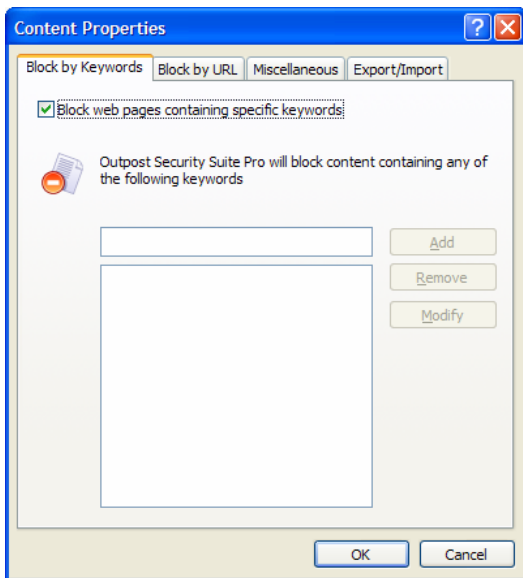 Content Properties
?
X
Block by Keywords
Block by URL
Miscellaneous
Export/Import
Block web pages containing specific keywords
Outpost Security Suite Pro will block content containing any of
the following keywords
Add
Remove
Modify
OK
Cancel